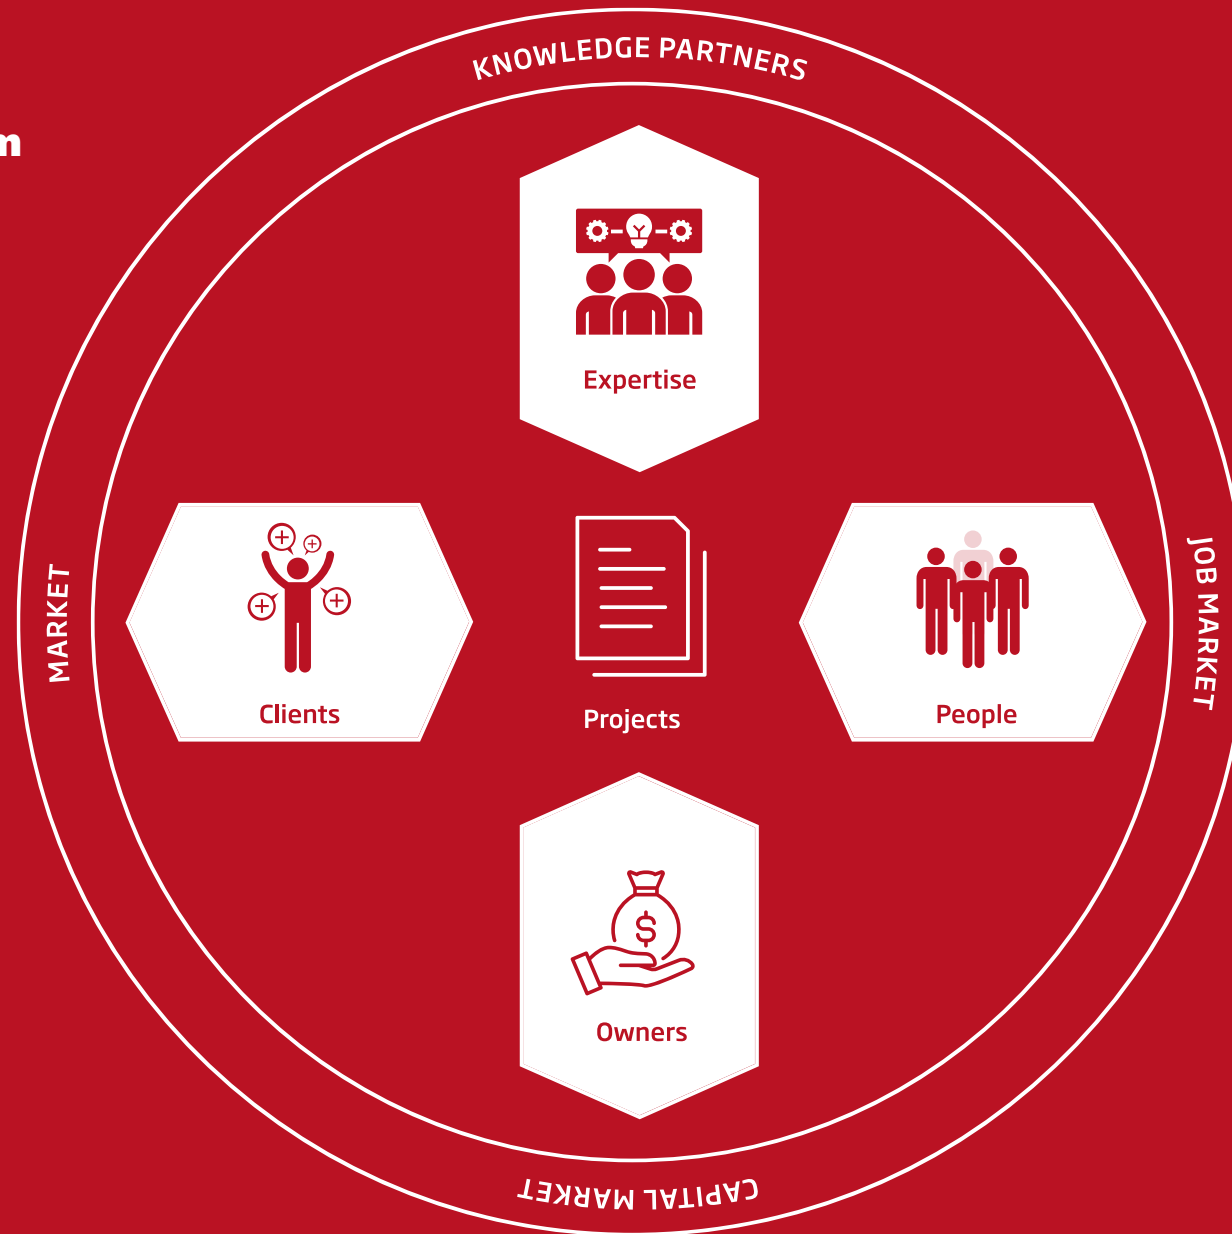 KNOWLEDGE PARTNERS
Expertise
MARKET
Clients
Projects
People
JOB MARKET
$
Owners
CAPITAL MARKET